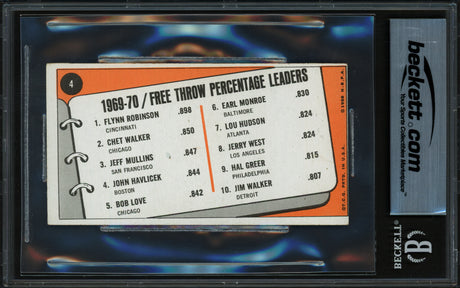 4
1969-70 / FREE THROW PERCENTAGE LEADERS
1. FLYNN ROBINSON .898
CINCINNATI
2. CHET WALKER .850
CHICAGO
3. JEFF MULLINS .847
SAN FRANCISCO
4. JOHN HAVLICEK .844
BOSTON
5. BOB LOVE .842
CHICAGO
6. EARL MONROE .830
BALTIMORE
7. LOU HUDSON .824
ATLANTA
8. JERRY WEST .824
LOS ANGELES
9. HAL GREER .815
PHILADELPHIA
10. JIM WALKER .807
DETROIT
©T.C.G. PRTD. IN U.S.A.
beckett.com
Your Sports Collectibles Marketplace
BECKETT
B